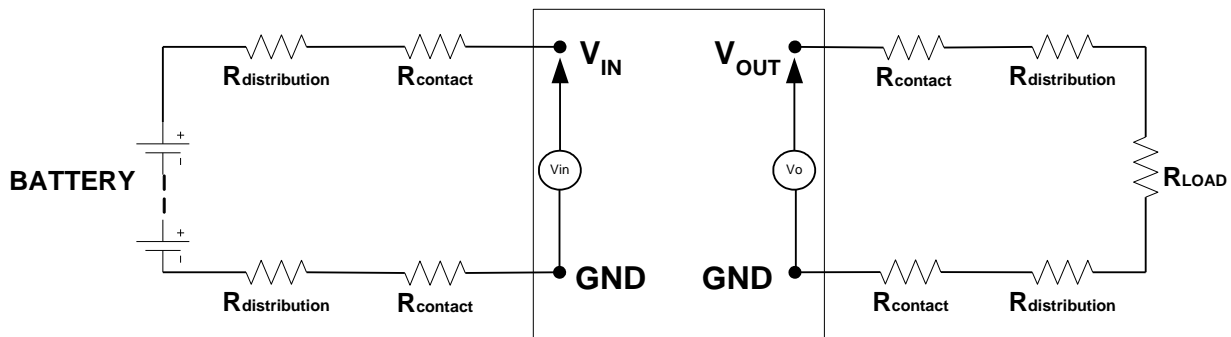 Rdistribution
Rcontact
VIN
VOUT
Rcontact
Rdistribution
+
-
BATTERY
Vin
Vo
RLOAD
+
-
Rdistribution
Rcontact
GND
GND
Rcontact
Rdistribution